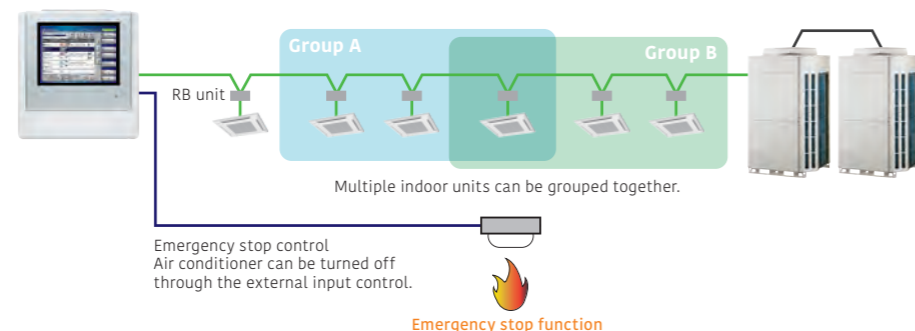 Group A
Group B
RB unit
Multiple indoor units can be grouped together.
Emergency stop control
Air conditioner can be turned off
through the external input control.
Emergency stop function